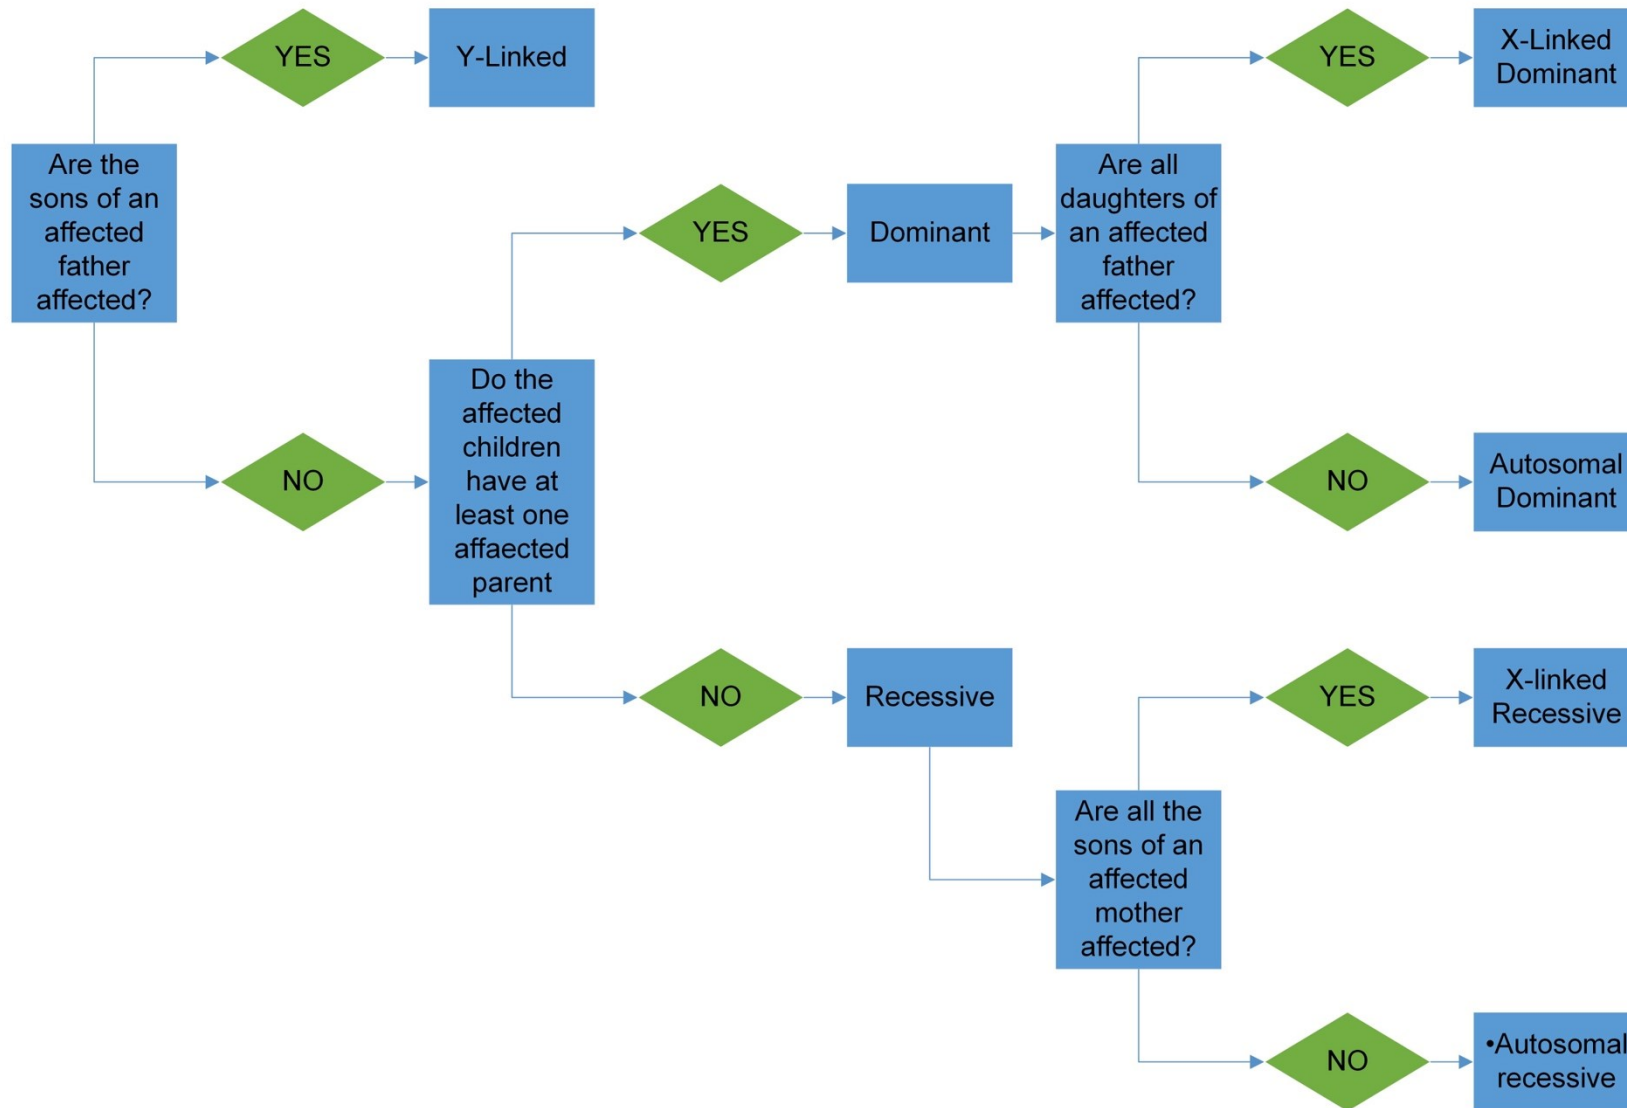 YES
Y-Linked
Are the
sons of an
affected
father
affected?
NO
Do the
affected
children
have at
least one
affaected
parent
YES
Dominant
Are all
daughters of
an affected
father
affected?
YES
X-Linked
Dominant
NO
Autosomal
Dominant
NO
Recessive
Are all the
sons of an
affected
mother
affected?
YES
X-linked
Recessive
NO
•Autosomal
recessive